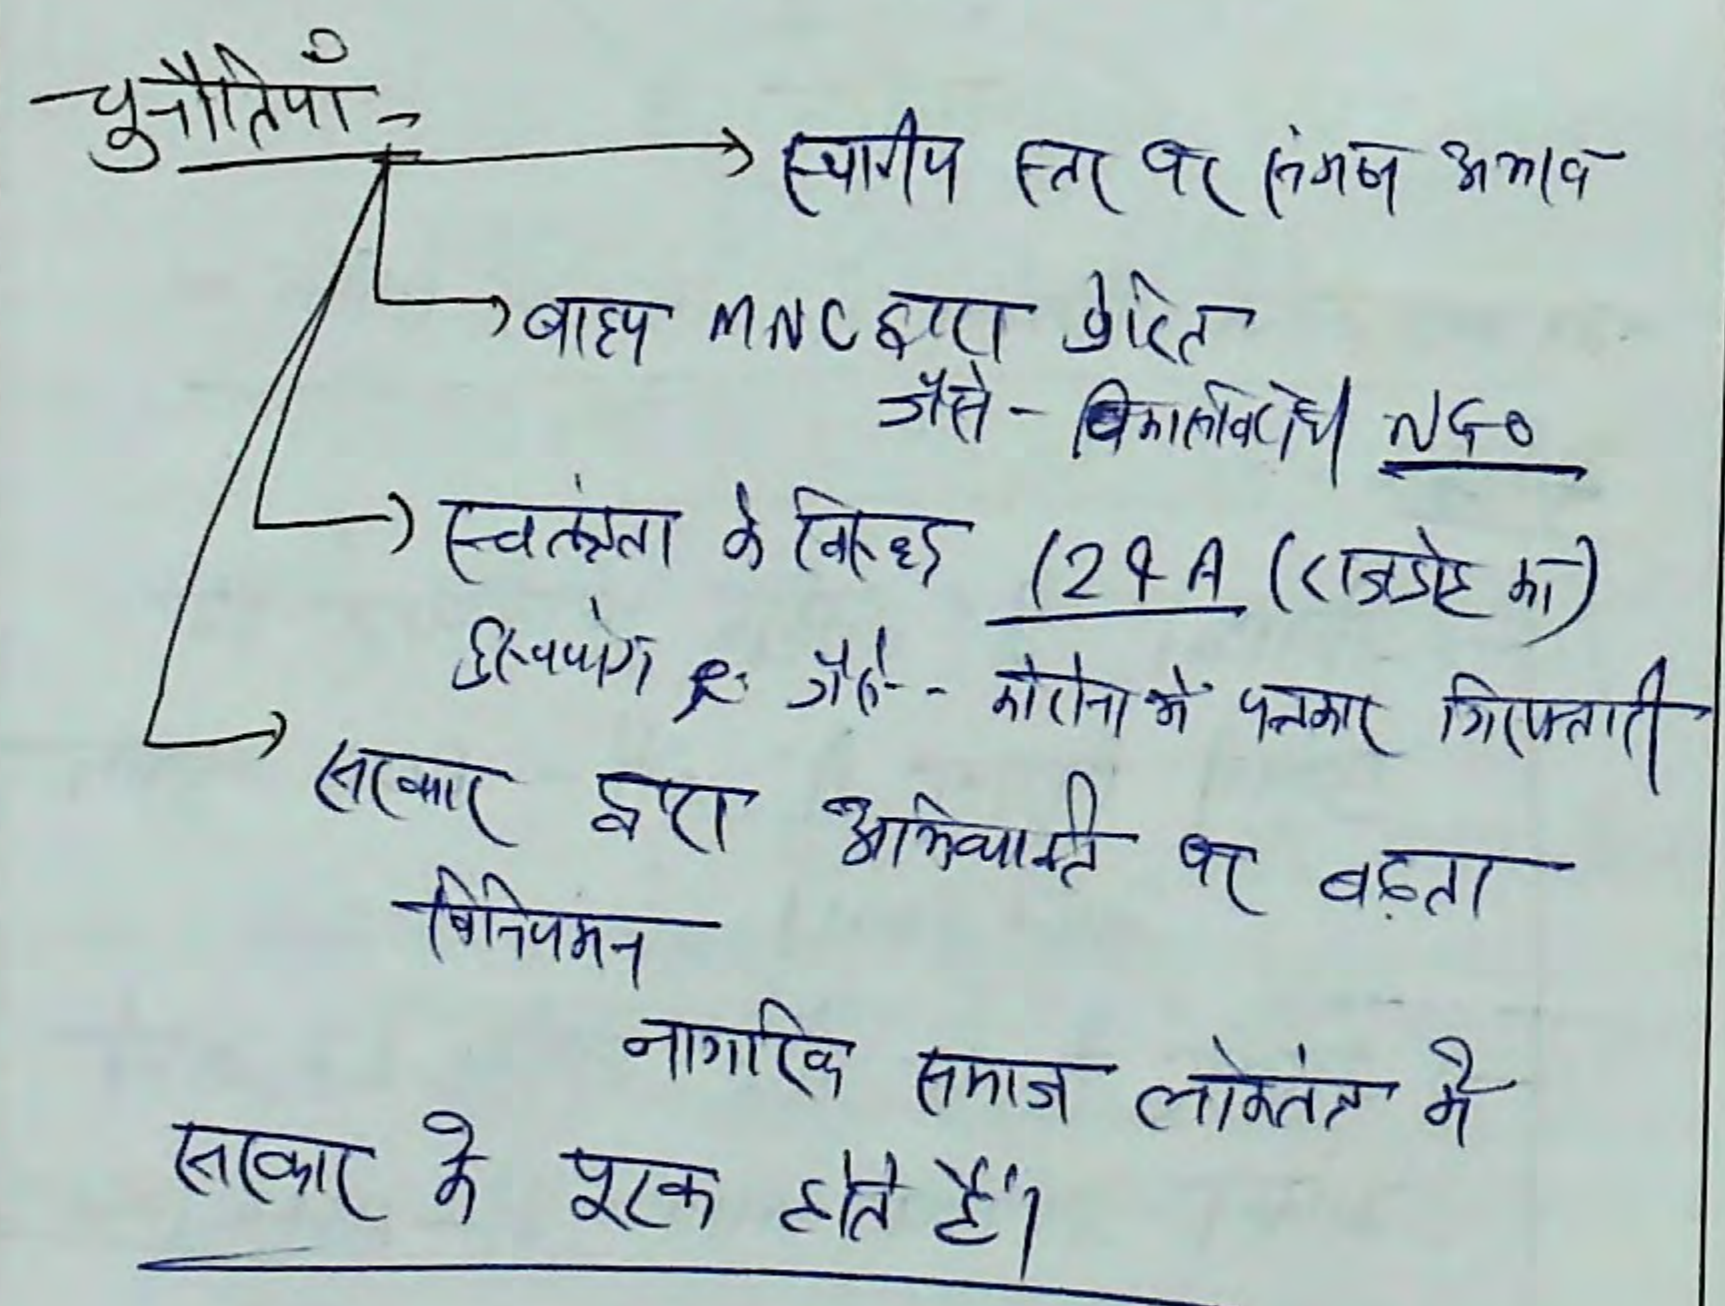 चुनौतियाँ -
स्थानीय स्तर पर संगठन अभाव
बाह्य MNC द्वारा प्रेरित
जैसे - विकासविरोधी NGO
स्वतंत्रता के विरुद्ध 124A (राजद्रोह का)
दुरुपयोग जैसे - कोरोना में पत्रकार गिरफ्तारी
सरकार द्वारा अभिव्यक्ति पर बढ़ता
विनियमन
नागरिक समाज लोकतंत्र में
सरकार के पूरक होते हैं।